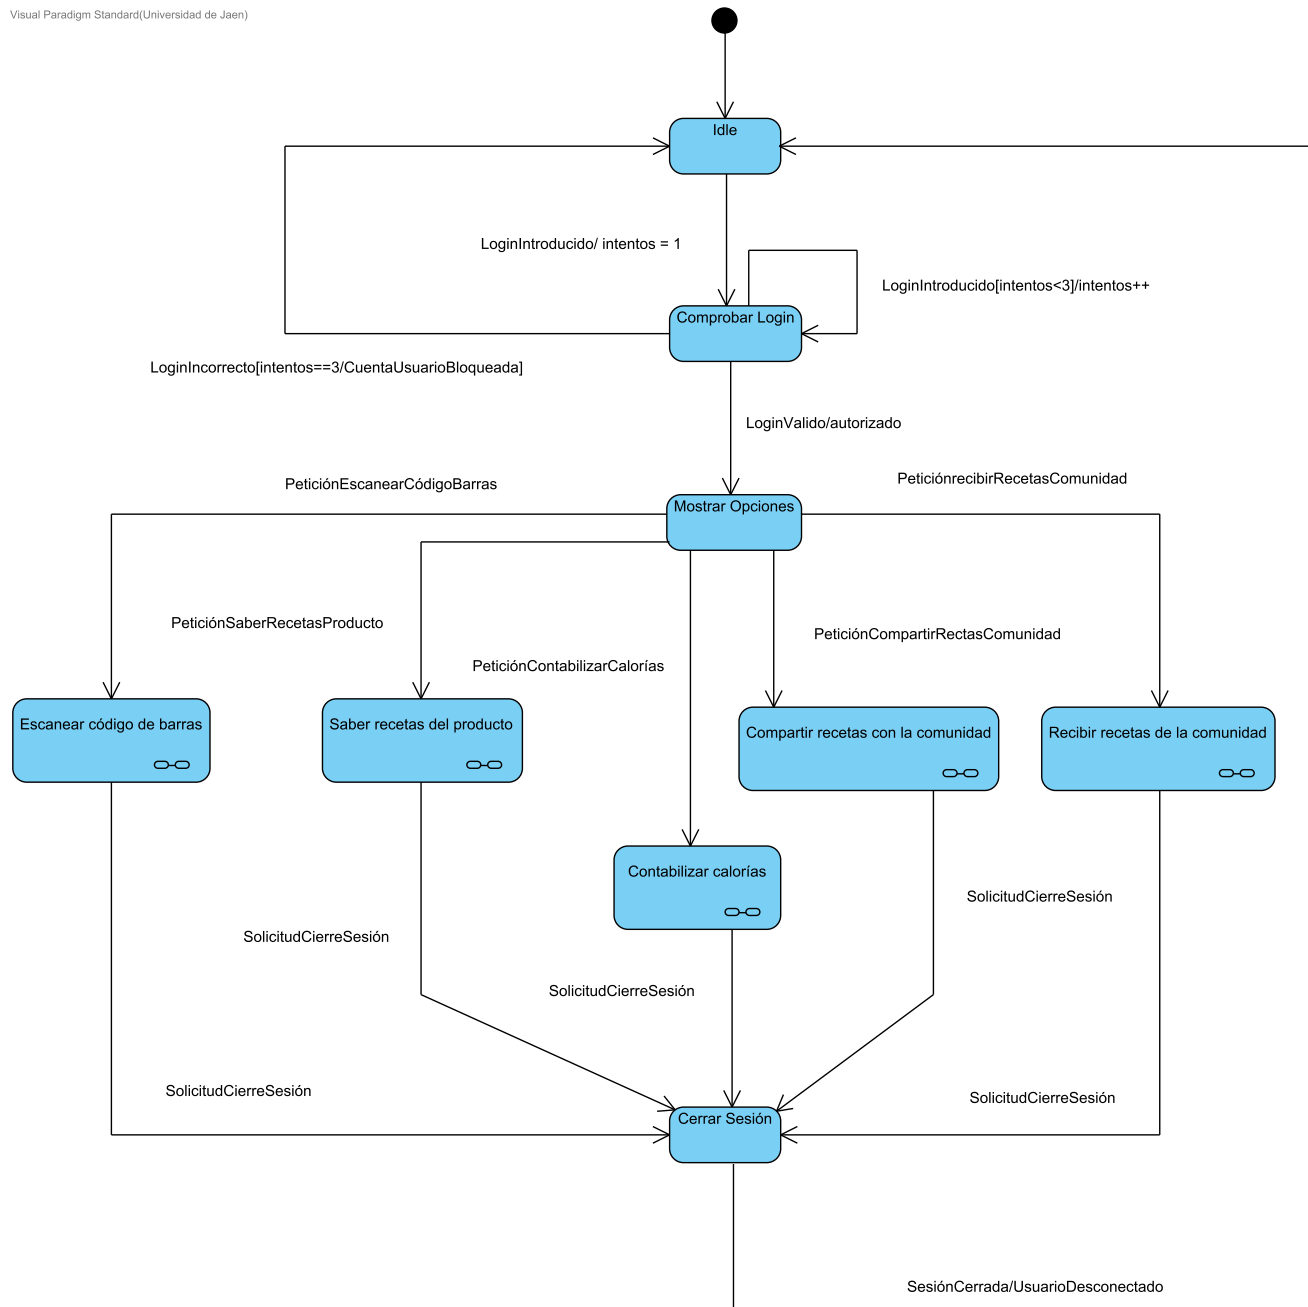 Visual Paradigm Standard(Universidad de Jaen)
Idle
LoginIntroducido/ intentos = 1
LoginIntroducido[intentos<3]/intentos++
Comprobar Login
LoginIncorrecto[intentos==3/CuentaUsuarioBloqueada]
LoginValido/autorizado
PeticiónEscanearCódigoBarras
PeticiónrecibirRecetasComunidad
Mostrar Opciones
PeticiónSaberRecetasProducto
PeticiónCompartirRectasComunidad
PeticiónContabilizarCalorías
Escanear código de barras
Saber recetas del producto
Compartir recetas con la comunidad
Recibir recetas de la comunidad
Contabilizar calorías
SolicitudCierreSesión
SolicitudCierreSesión
SolicitudCierreSesión
SolicitudCierreSesión
SolicitudCierreSesión
Cerrar Sesión
SesiónCerrada/UsuarioDesconectado